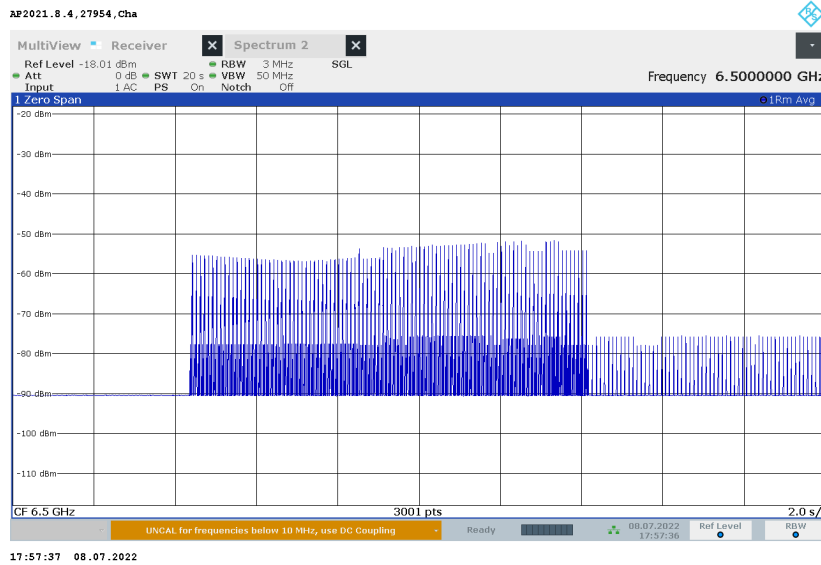 AP2021.8.4,27954,Cha
MultiView Receiver X Spectrum 2 X
Ref Level -18.01 dBm RBW 3 MHz SGL
Att 0 dB SWT 20 s VBW 50 MHz Frequency 6.5000000 GHz
Input 1 AC PS On Notch Off
1 Zero Span 1Rm Avg
-20 dBm
-30 dBm
-40 dBm
-50 dBm
-60 dBm
-70 dBm
-80 dBm
-90 dBm
-100 dBm
-110 dBm
CF 6.5 GHz 3001 pts 2.0 s/
UNCAL for frequencies below 10 MHz, use DC Coupling Ready 08.07.2022 Ref Level RBW
17:57:36
17:57:37 08.07.2022